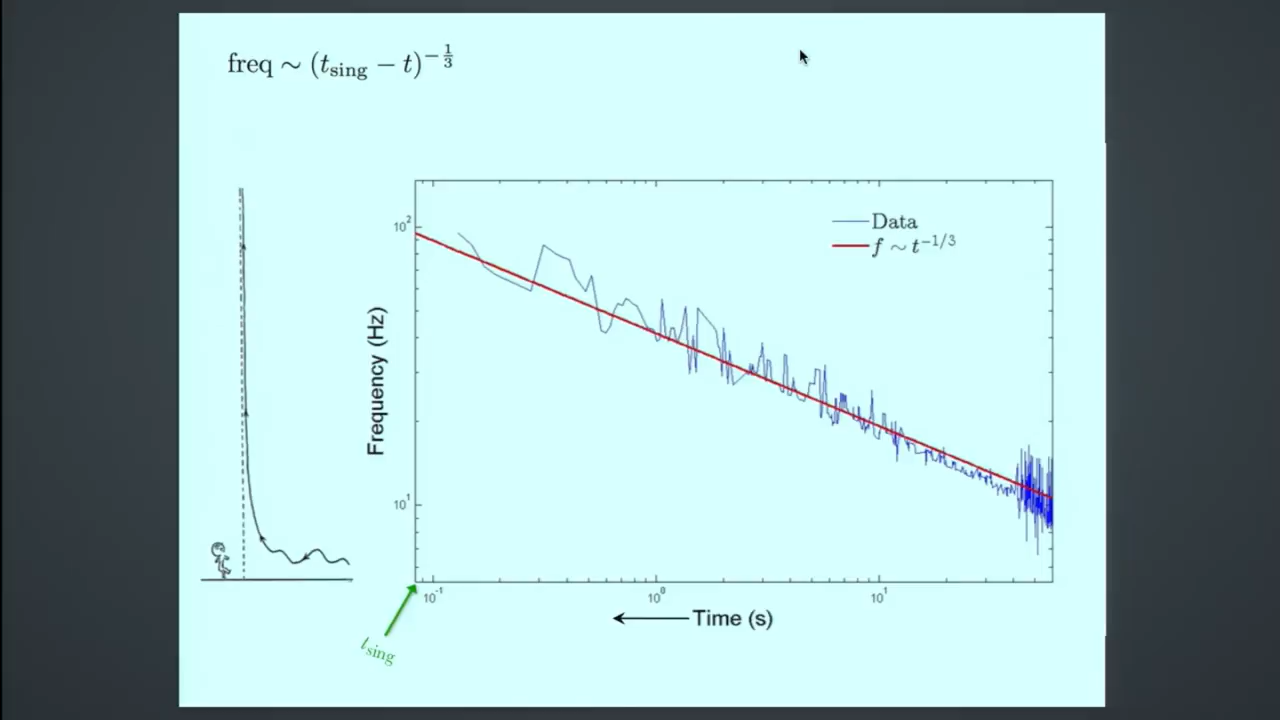 freq ∼ (t_sing − t)^{−1/3}
Data
f ∼ t^{−1/3}
10^2
10^1
Frequency (Hz)
10^-1 10^0 10^1
Time (s)
t_sing